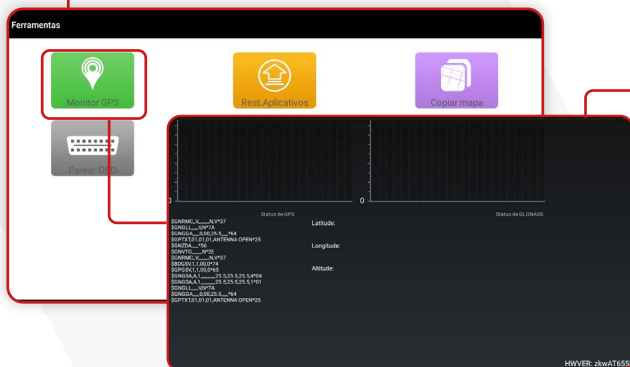 Ferramentas
Monitor GPS
Rest.Aplicativos
Copiar mapa
Parear OBD
0
0
Status de GPS
Status de GLONASS
$GNRMC,V,,,,,,,,,,N,V*37
$GNGLL,,,,,,V,N*7A
$GNGGA,,,,,,0,00,25.5,,,,,,*64
$GPTXT,01,01,01,ANTENNA OPEN*25
$GNZDA,,,,,*56
$GNVTG,,,,,,,,,N*2E
$GNRMC,V,,,,,,,,,,N,V*37
$BDGSV,1,1,00,0*74
$GPGSV,1,1,00,0*65
$GNGSA,A,1,,,,,,,,,,,,,25.5,25.5,25.5,4*04
$GNGSA,A,1,,,,,,,,,,,,,25.5,25.5,25.5,1*01
$GNGLL,,,,,,V,N*7A
$GNGGA,,,,,,0,00,25.5,,,,,,*64
$GPTXT,01,01,01,ANTENNA OPEN*25
Latitude:
Longitude:
Altitude:
HWVER: zkwAT655